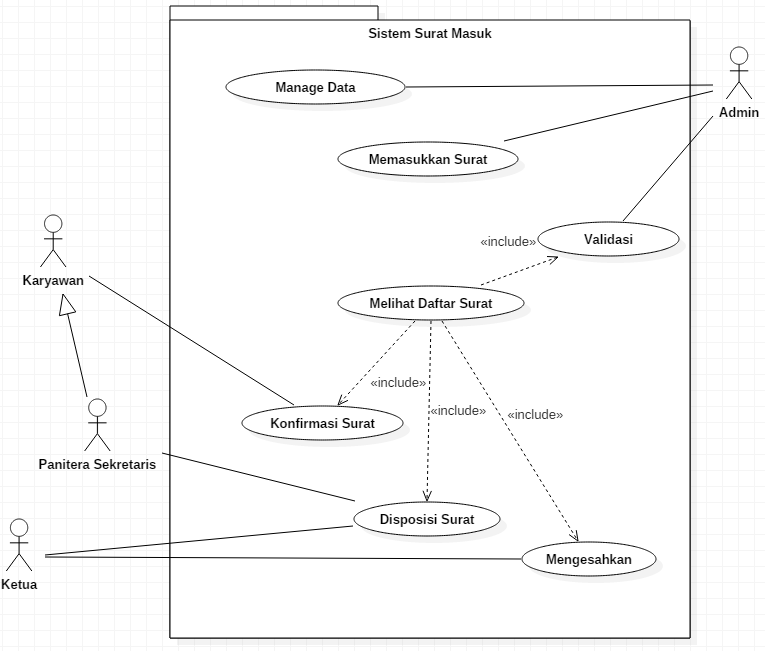 Sistem Surat Masuk
Manage Data
Admin
Memasukkan Surat
«include»
Validasi
Karyawan
Melihat Daftar Surat
«include»
«include»
«include»
Konfirmasi Surat
Panitera Sekretaris
Disposisi Surat
Mengesahkan
Ketua